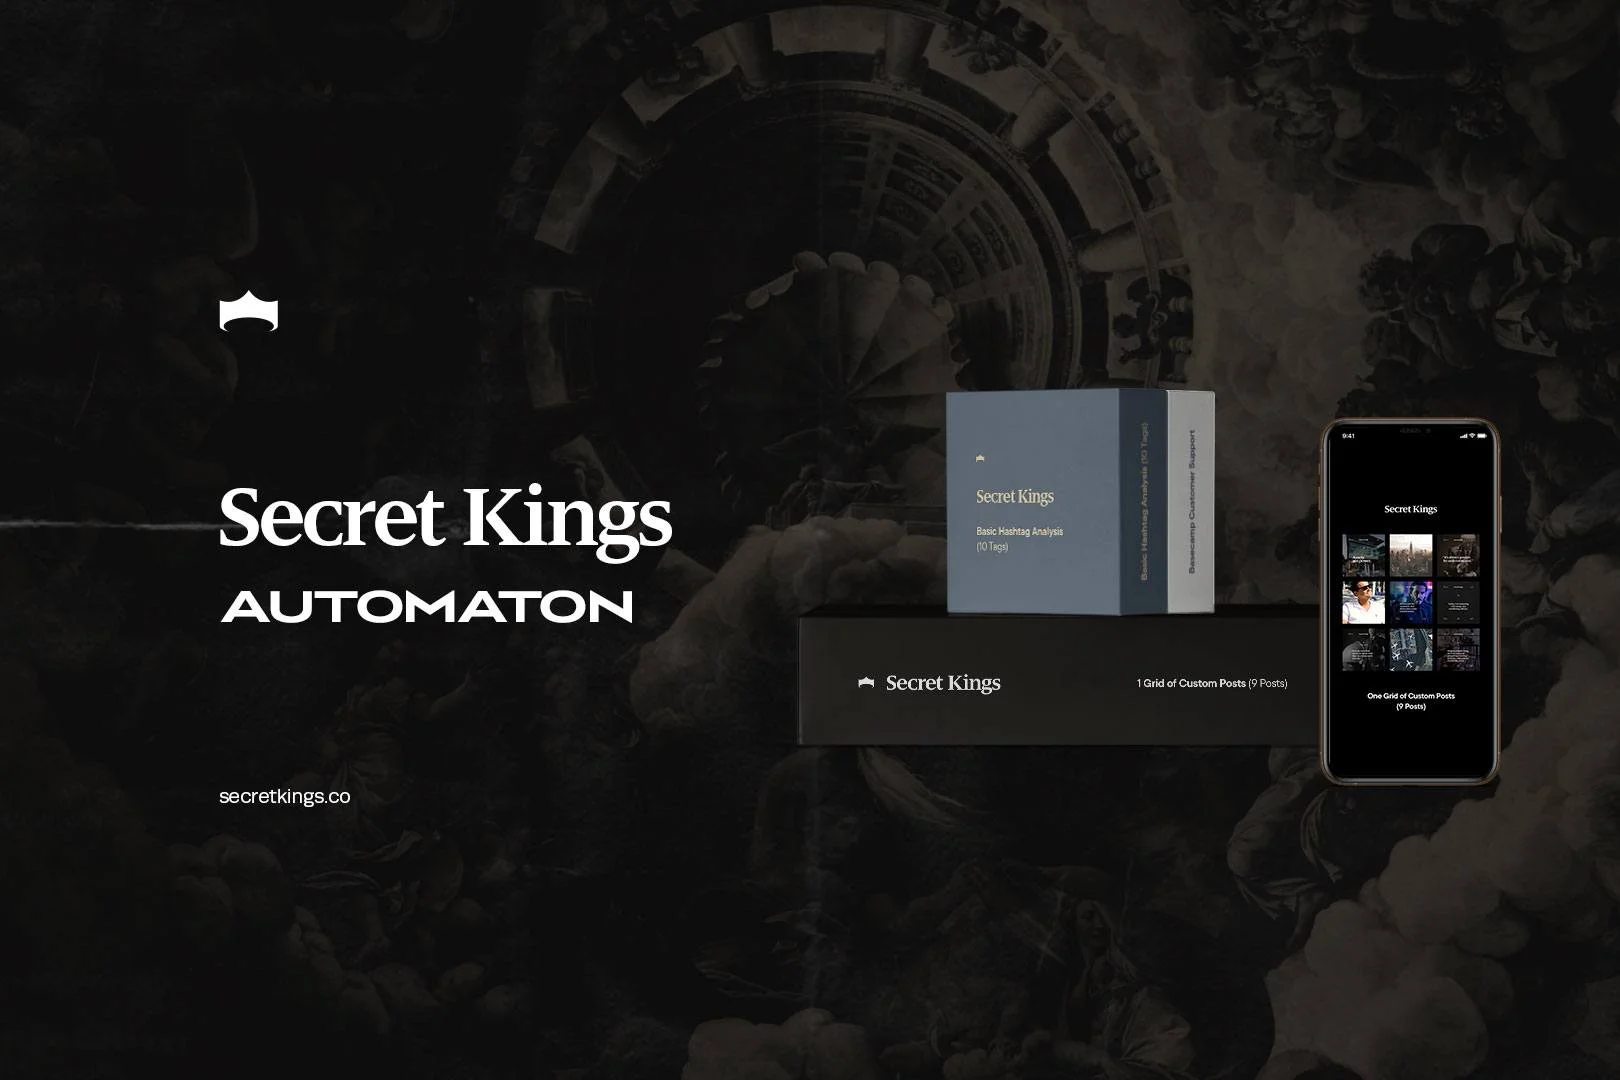 Secret Kings
AUTOMATON
secretkings.co
Secret Kings
Basic Hashtag Analysis
(10 Tags)
Basic Hashtag Analysis (10 Tags)
Basecamp Customer Support
Secret Kings
1 Grid of Custom Posts (9 Posts)
9:41
Secret Kings
One Grid of Custom Posts
(9 Posts)